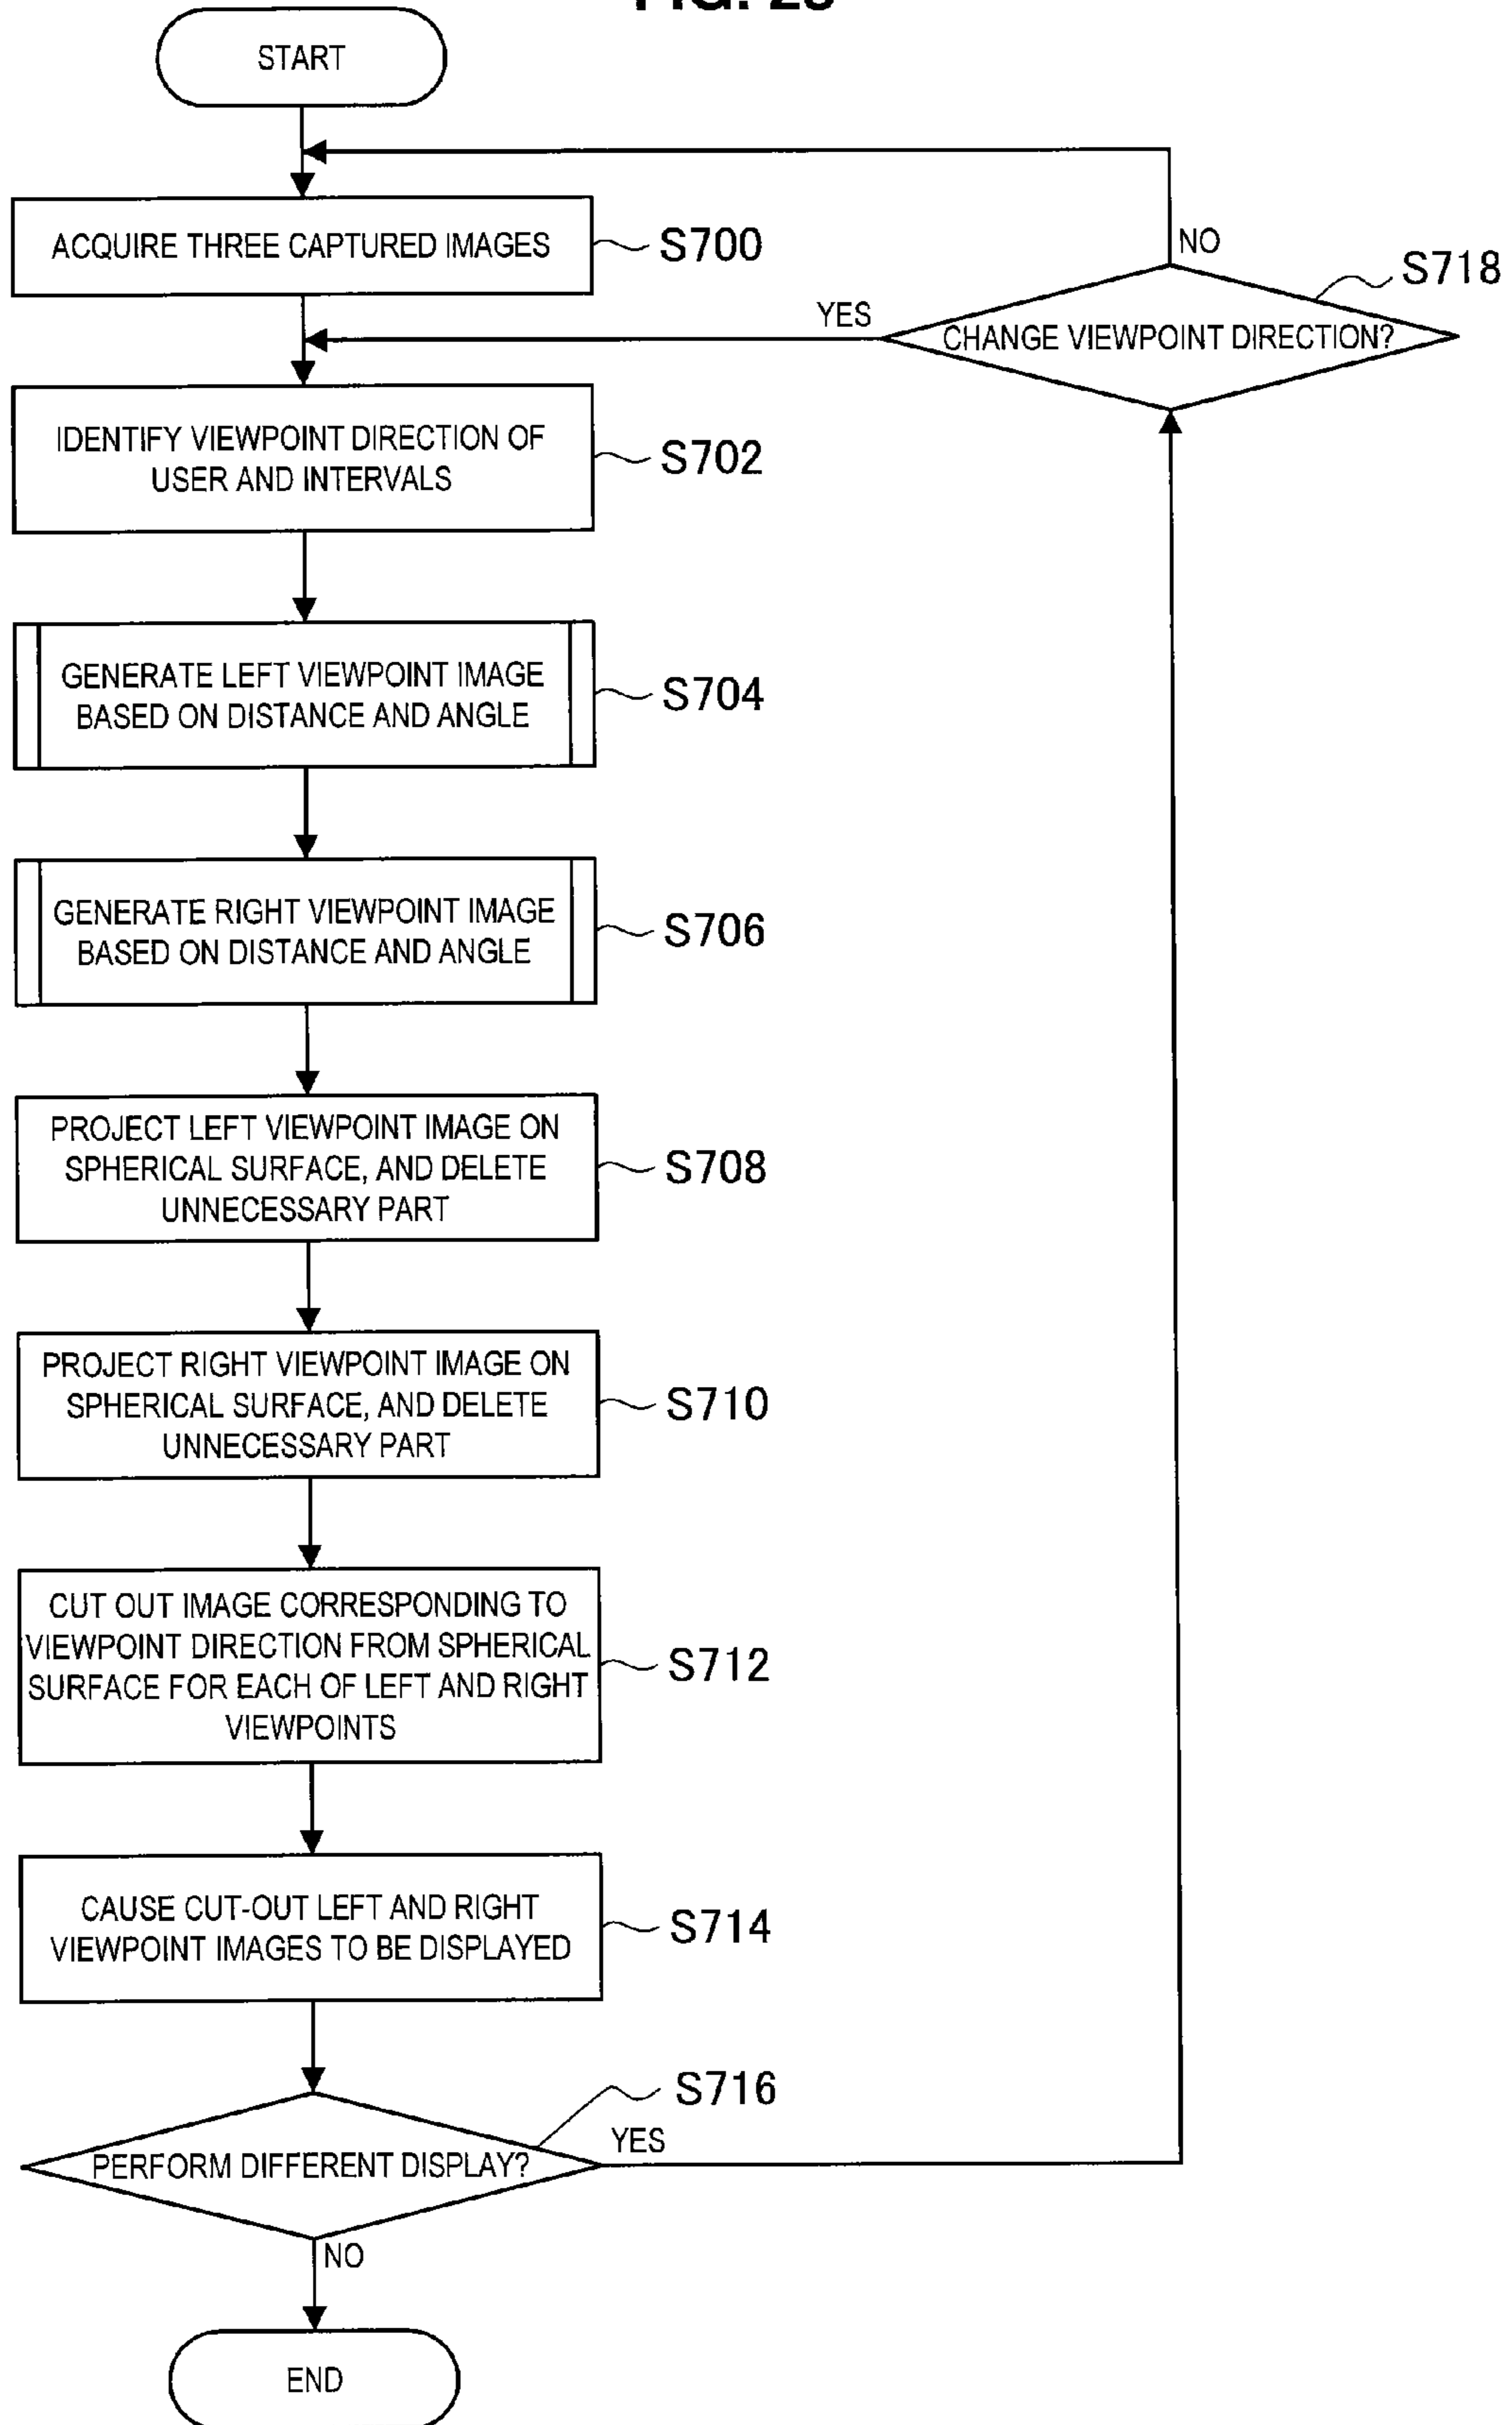 START
ACQUIRE THREE CAPTURED IMAGES
S700
NO
S718
YES
CHANGE VIEWPOINT DIRECTION?
IDENTIFY VIEWPOINT DIRECTION OF
USER AND INTERVALS
S702
GENERATE LEFT VIEWPOINT IMAGE
BASED ON DISTANCE AND ANGLE
S704
GENERATE RIGHT VIEWPOINT IMAGE
BASED ON DISTANCE AND ANGLE
S706
PROJECT LEFT VIEWPOINT IMAGE ON
SPHERICAL SURFACE, AND DELETE
UNNECESSARY PART
S708
PROJECT RIGHT VIEWPOINT IMAGE ON
SPHERICAL SURFACE, AND DELETE
UNNECESSARY PART
S710
CUT OUT IMAGE CORRESPONDING TO
VIEWPOINT DIRECTION FROM SPHERICAL
SURFACE FOR EACH OF LEFT AND RIGHT
VIEWPOINTS
S712
CAUSE CUT-OUT LEFT AND RIGHT
VIEWPOINT IMAGES TO BE DISPLAYED
S714
S716
PERFORM DIFFERENT DISPLAY?
YES
NO
END